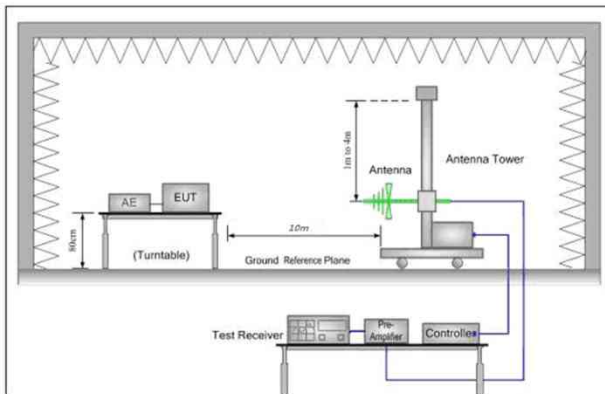 1m to 4m
Antenna
Antenna Tower
AE
EUT
80cm
(Turntable)
10m
Ground Reference Plane
Test Receiver
Pre-
Amplifier
Controller